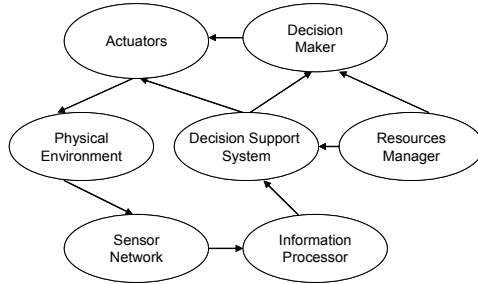 Actuators
Decision
Maker
Physical
Environment
Decision Support
System
Resources
Manager
Sensor
Network
Information
Processor